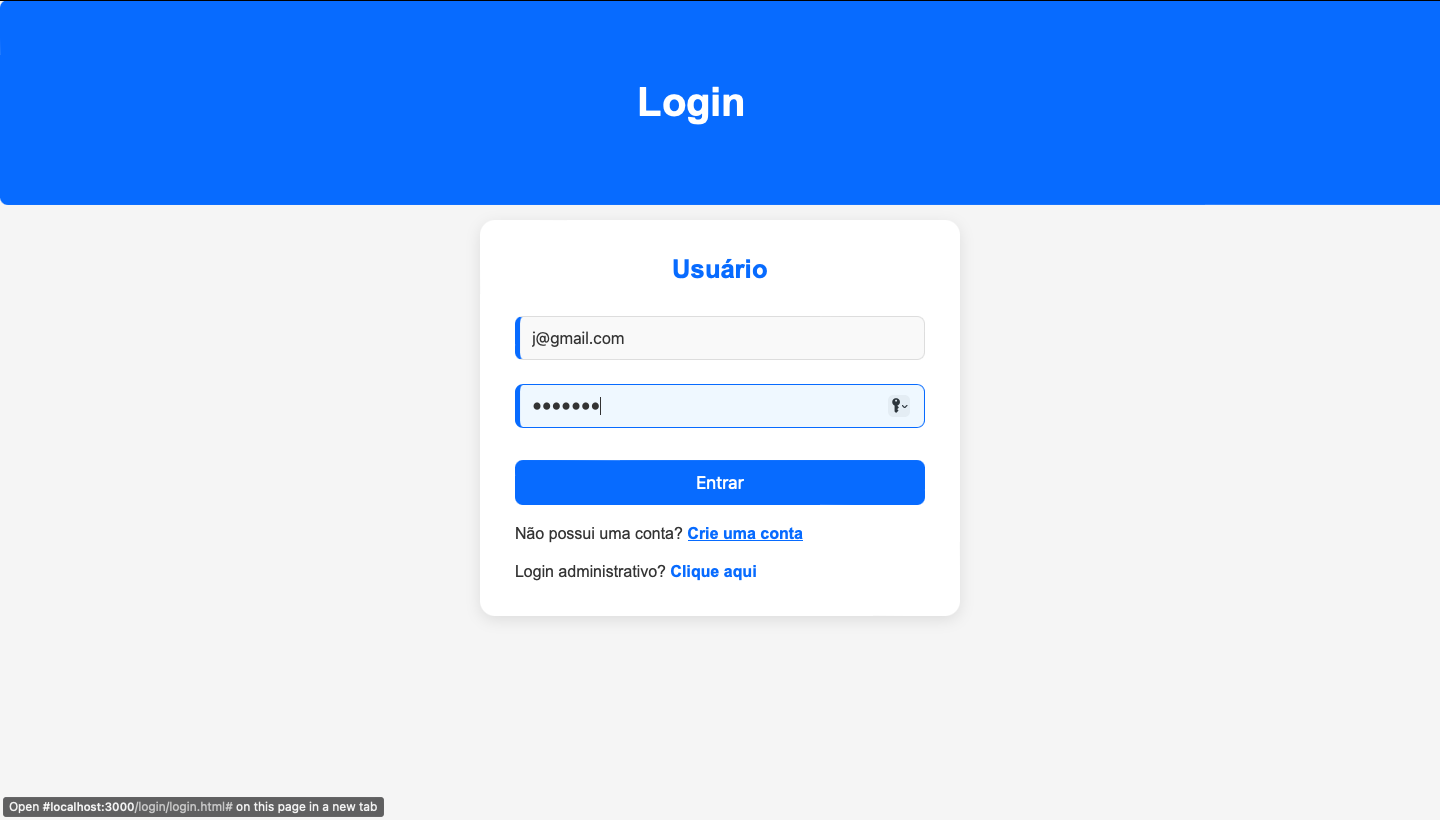 Login
Usuário
j@gmail.com
•••••••
Entrar
Não possui uma conta? Crie uma conta
Login administrativo? Clique aqui
Open #localhost:3000/login/login.html# on this page in a new tab